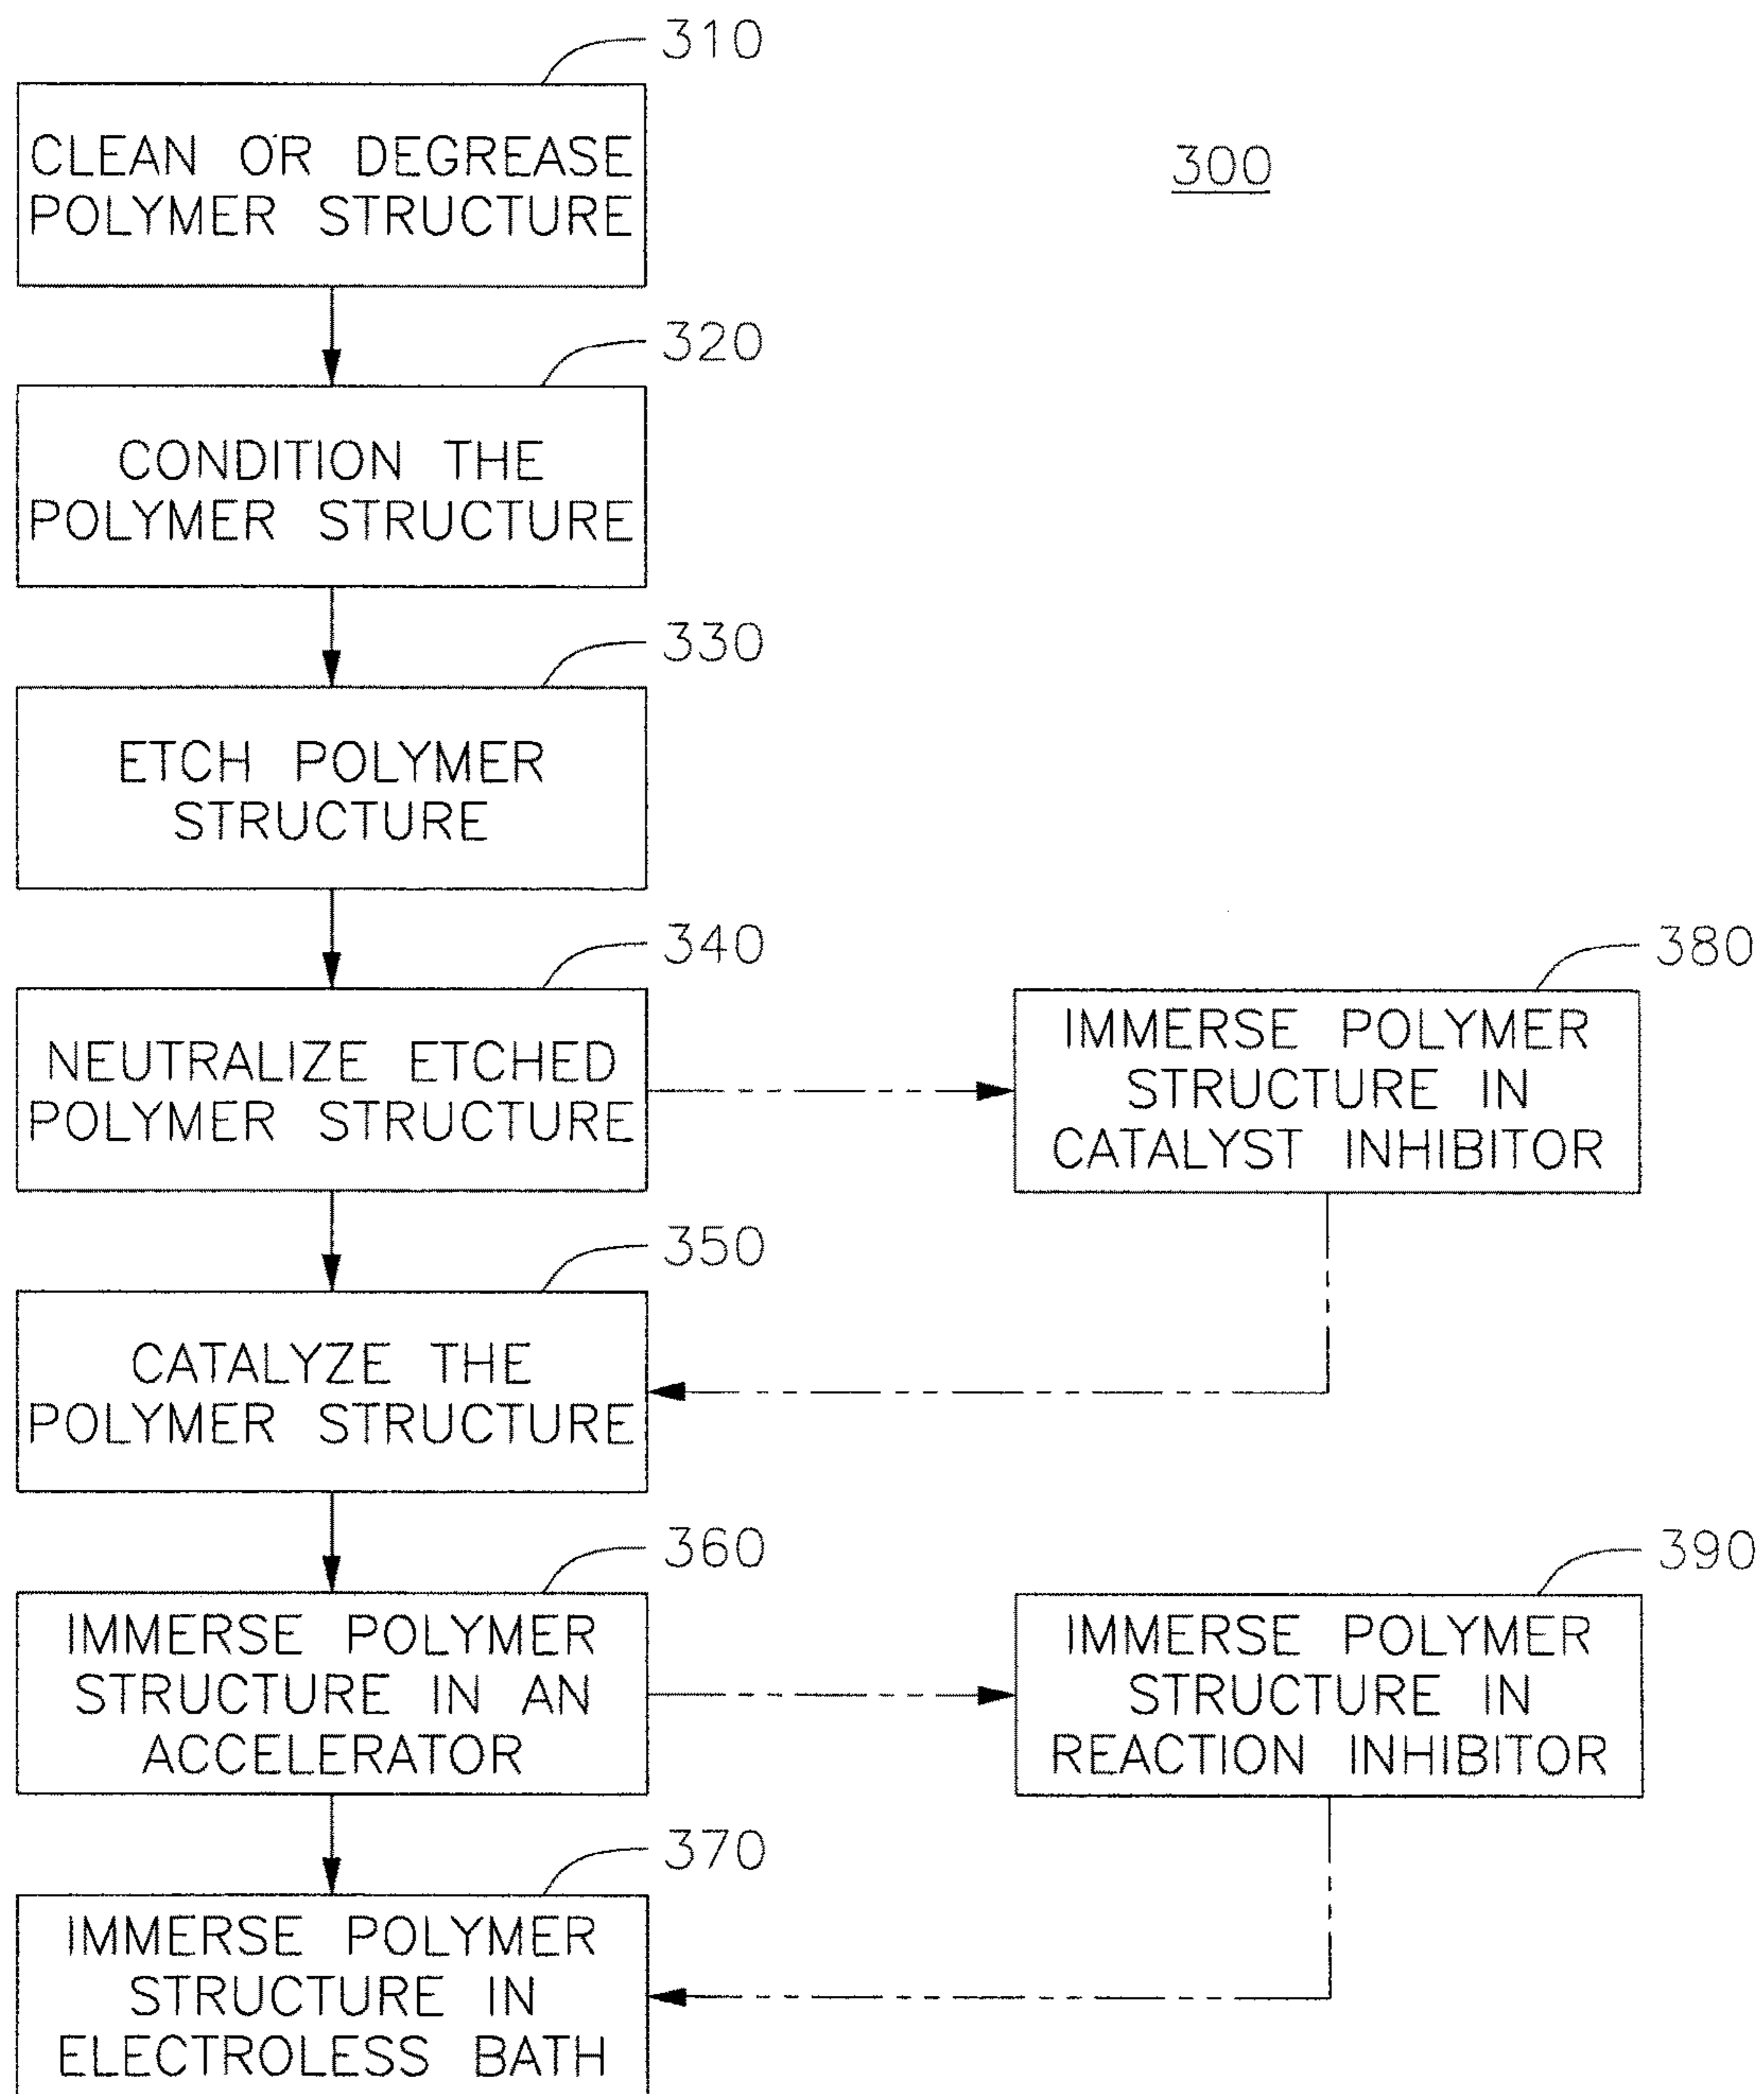 310
CLEAN OR DEGREASE
POLYMER STRUCTURE
300
320
CONDITION THE
POLYMER STRUCTURE
330
ETCH POLYMER
STRUCTURE
340
NEUTRALIZE ETCHED
POLYMER STRUCTURE
380
IMMERSE POLYMER
STRUCTURE IN
CATALYST INHIBITOR
350
CATALYZE THE
POLYMER STRUCTURE
360
IMMERSE POLYMER
STRUCTURE IN AN
ACCELERATOR
390
IMMERSE POLYMER
STRUCTURE IN
REACTION INHIBITOR
370
IMMERSE POLYMER
STRUCTURE IN
ELECTROLESS BATH